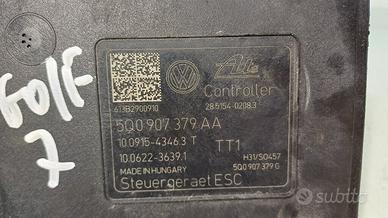 Golf
7
Ate
Controller
28.5154-0208.3
613B2900910
5Q0 907 379 AA
10.0915-4346.3 T
TT1
10.0622-3639.1
H31/S0457
MADE IN HUNGARY
5Q0 907 379 G
Steuergeraet ESC
subito